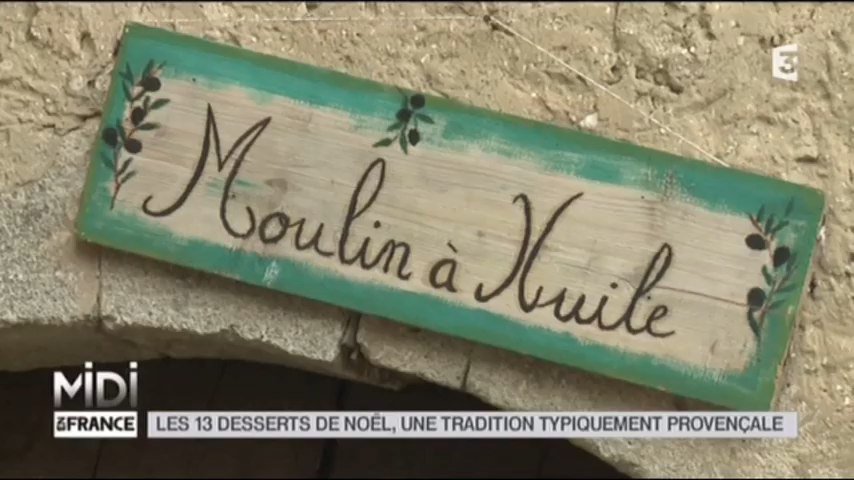 3
Moulin à Huile
MiDi
EN FRANCE
LES 13 DESSERTS DE NOËL, UNE TRADITION TYPIQUEMENT PROVENÇALE